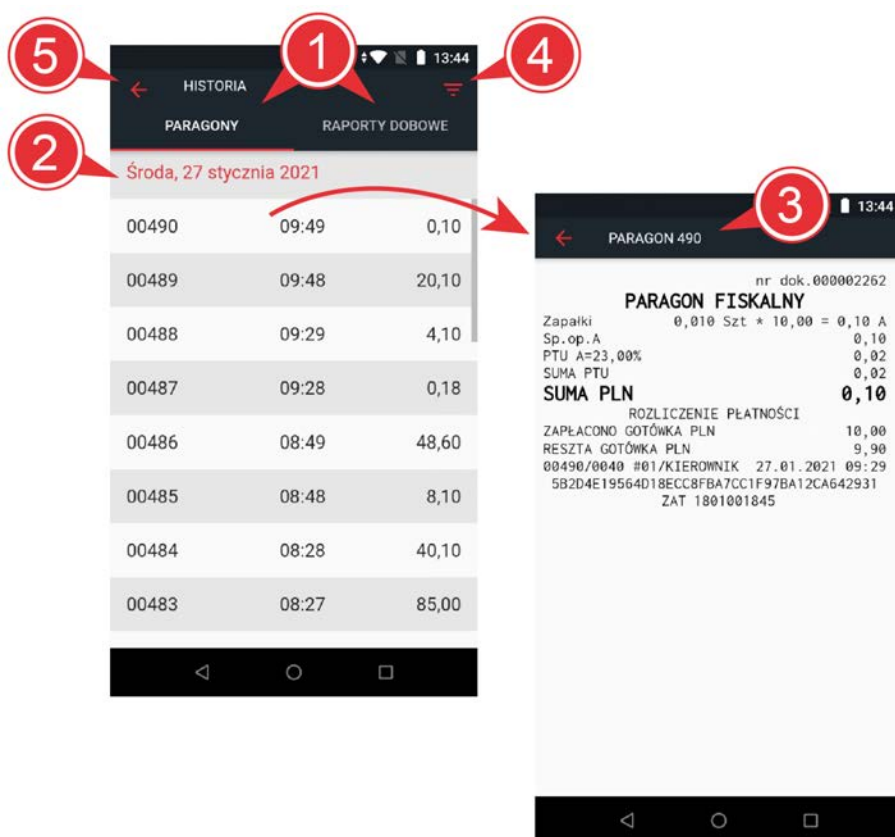 5
1
4
13:44
HISTORIA
PARAGONY RAPORTY DOBOWE
2
Środa, 27 stycznia 2021
00490 09:49 0,10
00489 09:48 20,10
00488 09:29 4,10
00487 09:28 0,18
00486 08:49 48,60
00485 08:48 8,10
00484 08:28 40,10
00483 08:27 85,00
3
13:44
PARAGON 490
nr dok.000002262
PARAGON FISKALNY
Zapałki 0,010 Szt * 10,00 = 0,10 A
Sp.op.A 0,10
PTU A=23,00% 0,02
SUMA PTU 0,02
SUMA PLN 0,10
ROZLICZENIE PŁATNOŚCI
ZAPŁACONO GOTÓWKA PLN 10,00
RESZTA GOTÓWKA PLN 9,90
00490/0040 #01/KIEROWNIK 27.01.2021 09:29
5B2D4E19564D18ECC8FBA7CC1F97BA12CA642931
ZAT 1801001845